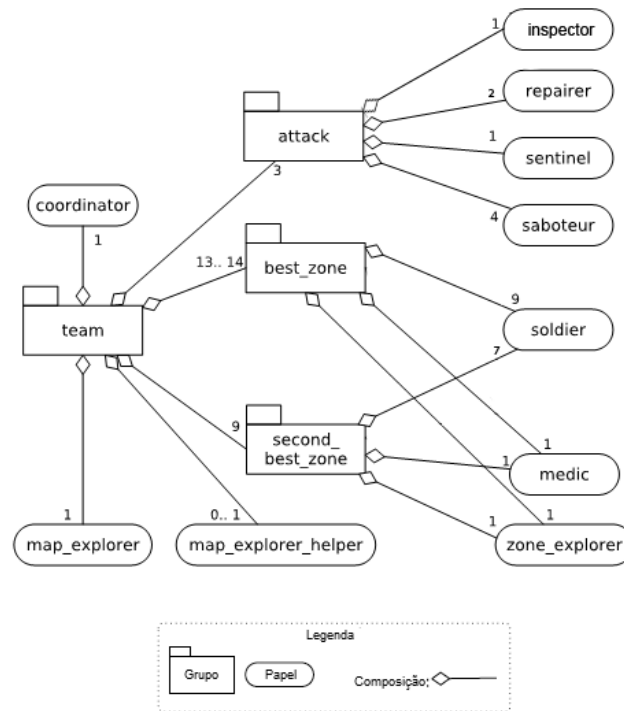 1
inspector
2
repairer
attack
1
sentinel
3
coordinator
4
saboteur
1
13.. 14
best_zone
9
team
soldier
7
9
second_
best_zone
1
1
medic
1
0.. 1
1
1
map_explorer
map_explorer_helper
zone_explorer
Legenda
Grupo
Papel
Composição: